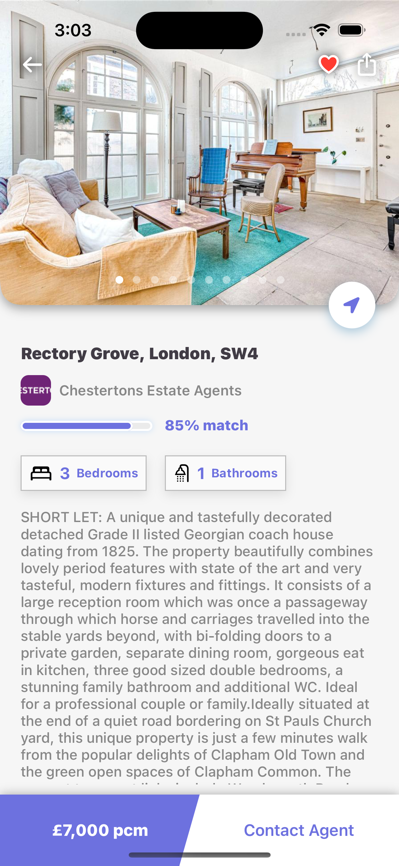 3:03
Rectory Grove, London, SW4
Chestertons Estate Agents
85% match
3 Bedrooms
1 Bathrooms
SHORT LET: A unique and tastefully decorated
detached Grade II listed Georgian coach house
dating from 1825. The property beautifully combines
lovely period features with state of the art and very
tasteful, modern fixtures and fittings. It consists of a
large reception room which was once a passageway
through which horse and carriages travelled into the
stable yards beyond, with bi-folding doors to a
private garden, separate dining room, gorgeous eat
in kitchen, three good sized double bedrooms, a
stunning family bathroom and additional WC. Ideal
for a professional couple or family.Ideally situated at
the end of a quiet road bordering on St Pauls Church
yard, this unique property is just a few minutes walk
from the popular delights of Clapham Old Town and
the green open spaces of Clapham Common. The
£7,000 pcm
Contact Agent